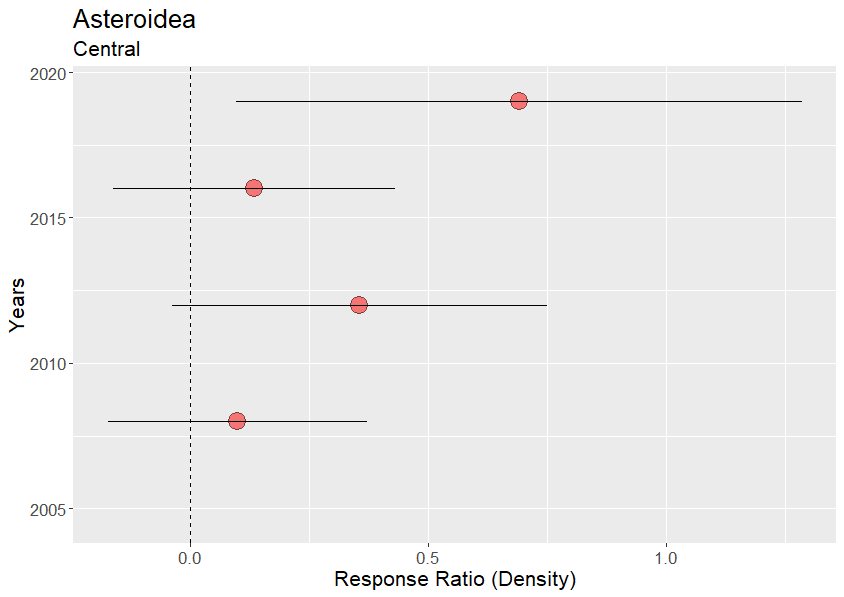 Asteroidea
Central
2020
2015
2010
2005
Years
0.0 0.5 1.0
Response Ratio (Density)